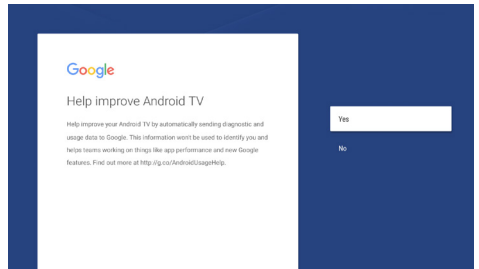 Google
Help improve Android TV
Help improve your Android TV by automatically sending diagnostic and
usage data to Google. This information won't be used to identify you and
helps teams working on things like app performance and new Google
features. Find out more at http://g.co/AndroidUsageHelp.
Yes
No